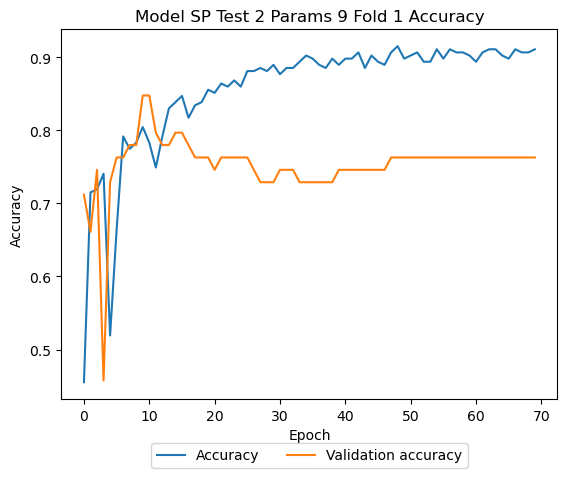 Model SP Test 2 Params 9 Fold 1 Accuracy
0.9
0.8
0.7
0.6
0.5
Accuracy
0 10 20 30 40 50 60 70
Epoch
Accuracy Validation accuracy